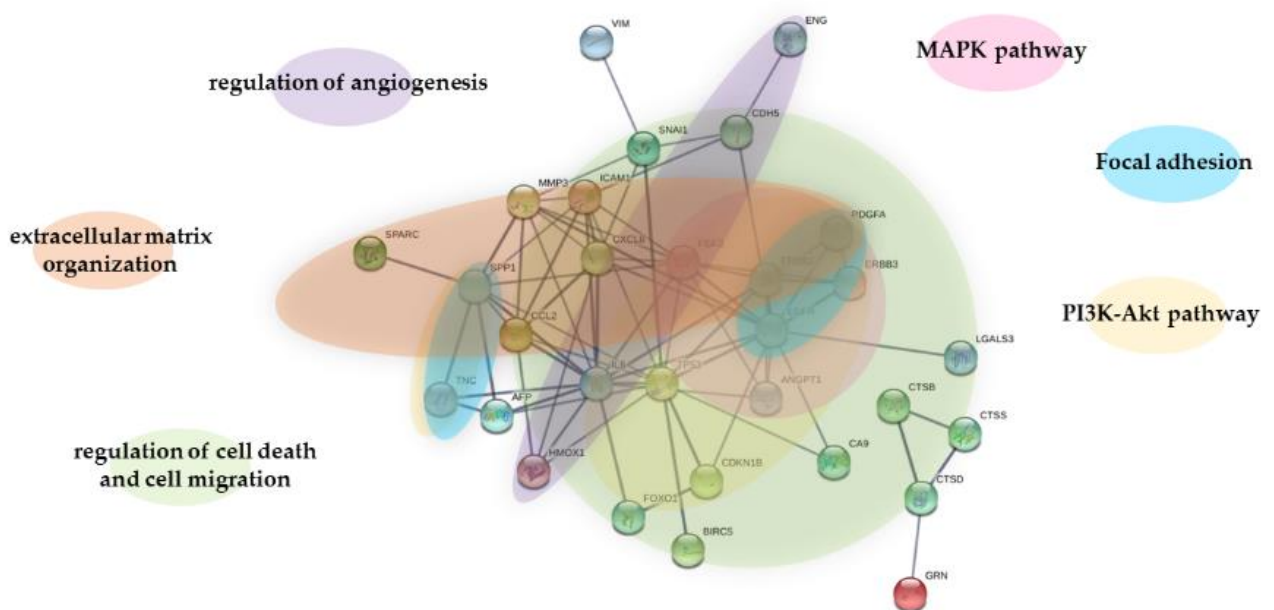 VIM
ENG
MAPK pathway
regulation of angiogenesis
CDH5
SNAI1
Focal adhesion
MMP3
ICAM1
PDGFA
SPARC
extracellular matrix
organization
SPP1
ERBB3
PI3K-Akt pathway
CCL2
LGALS3
IL6
TP53
TNC
ANGPT1
AFP
CTSB
CTSS
regulation of cell death
and cell migration
HMOX1
CDKN1B
CA9
CTSD
FOXO1
BIRC5
GRN